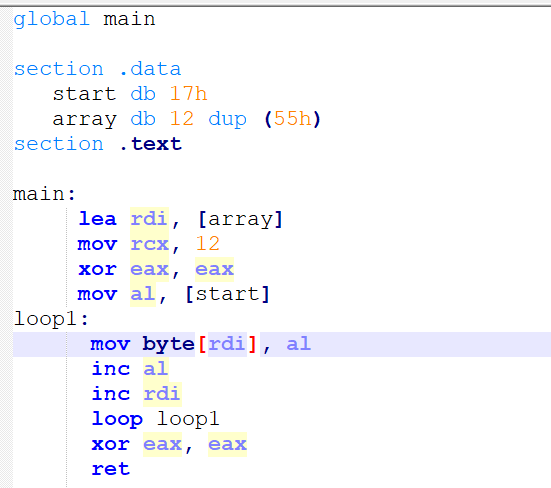 global main
section .data
start db 17h
array db 12 dup (55h)
section .text
main:
lea rdi, [array]
mov rcx, 12
xor eax, eax
mov al, [start]
loop1:
mov byte[rdi], al
inc al
inc rdi
loop loop1
xor eax, eax
ret